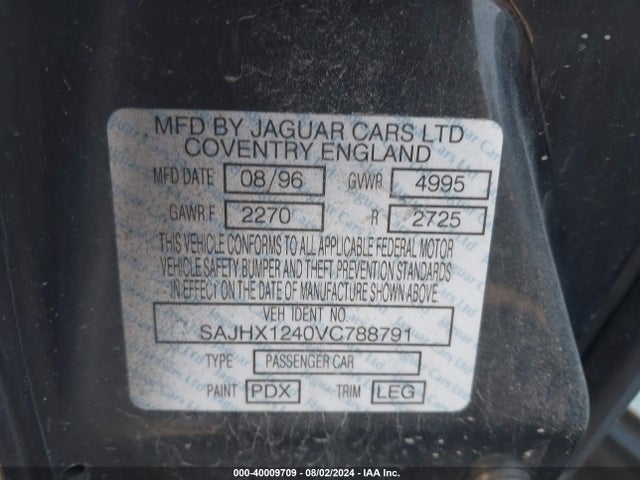 MFD BY JAGUAR CARS LTD
COVENTRY ENGLAND
MFD DATE 08/96 GVWR 4995
GAWR F 2270 R 2725
THIS VEHICLE CONFORMS TO ALL APPLICABLE FEDERAL MOTOR
VEHICLE SAFETY BUMPER AND THEFT PREVENTION STANDARDS
IN EFFECT ON THE DATE OF MANUFACTURE SHOWN ABOVE
VEH IDENT NO.
SAJHX1240VC788791
TYPE PASSENGER CAR
PAINT PDX TRIM LEG
000-40009709 - 08/02/2024 - IAA Inc.